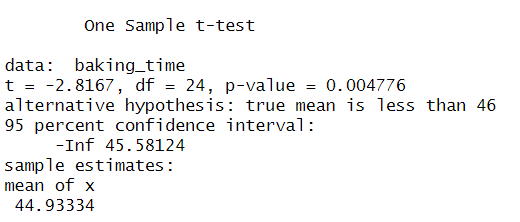 One Sample t-test
data: baking_time
t = -2.8167, df = 24, p-value = 0.004776
alternative hypothesis: true mean is less than 46
95 percent confidence interval:
-Inf 45.58124
sample estimates:
mean of x
44.93334